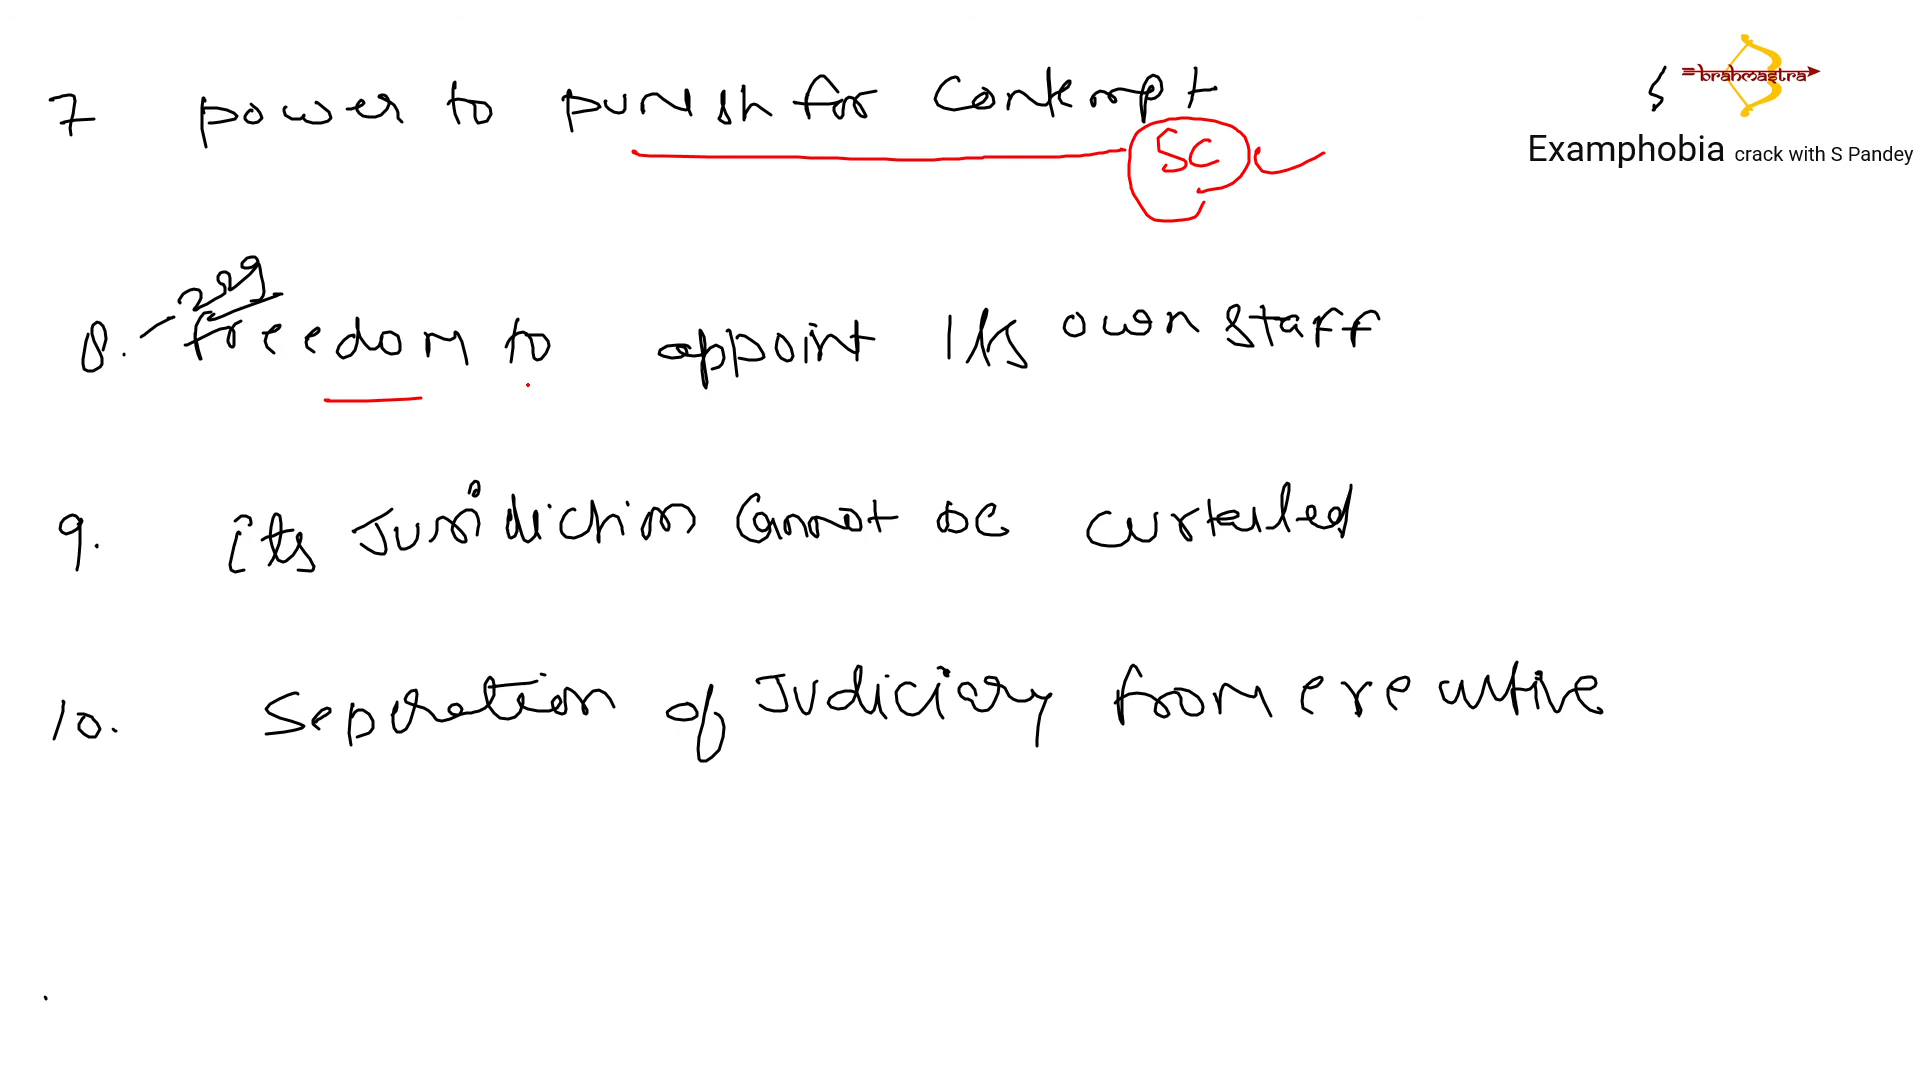 brahmastra
Examphobia crack with S Pandey
7 power to punish for Contempt
SC
229
8. freedom to appoint Its own staff
9. its Jurisdiction Cannot be curtailed
10. Seperation of Judiciary from executive